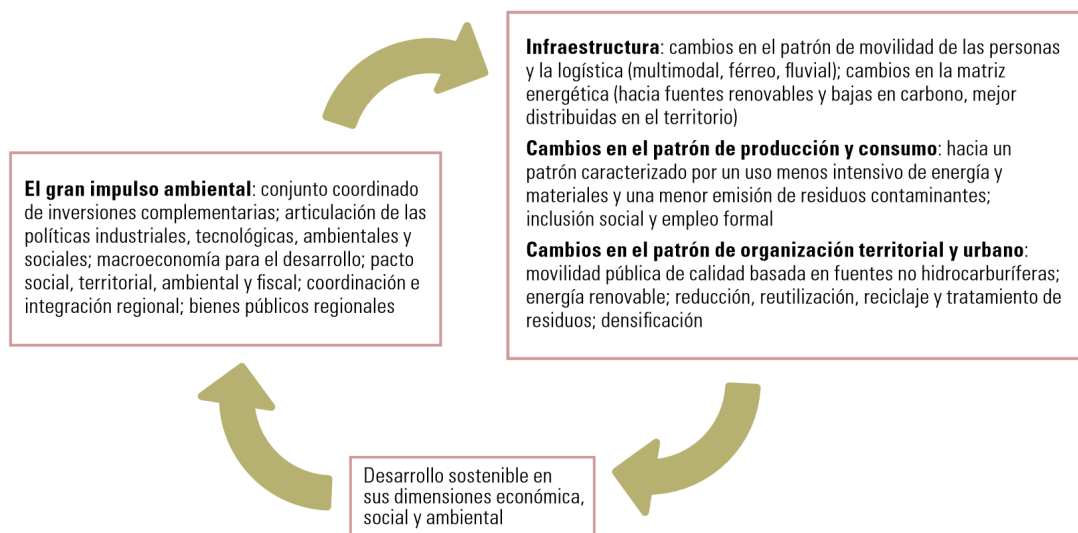 Infraestructura: cambios en el patrón de movilidad de las personas
y la logística (multimodal, férreo, fluvial); cambios en la matriz
energética (hacia fuentes renovables y bajas en carbono, mejor
distribuidas en el territorio)
Cambios en el patrón de producción y consumo: hacia un
patrón caracterizado por un uso menos intensivo de energía y
materiales y una menor emisión de residuos contaminantes;
inclusión social y empleo formal
Cambios en el patrón de organización territorial y urbano:
movilidad pública de calidad basada en fuentes no hidrocarburíferas;
energía renovable; reducción, reutilización, reciclaje y tratamiento de
residuos; densificación
El gran impulso ambiental: conjunto coordinado
de inversiones complementarias; articulación de las
políticas industriales, tecnológicas, ambientales y
sociales; macroeconomía para el desarrollo; pacto
social, territorial, ambiental y fiscal; coordinación e
integración regional; bienes públicos regionales
Desarrollo sostenible en
sus dimensiones económica,
social y ambiental